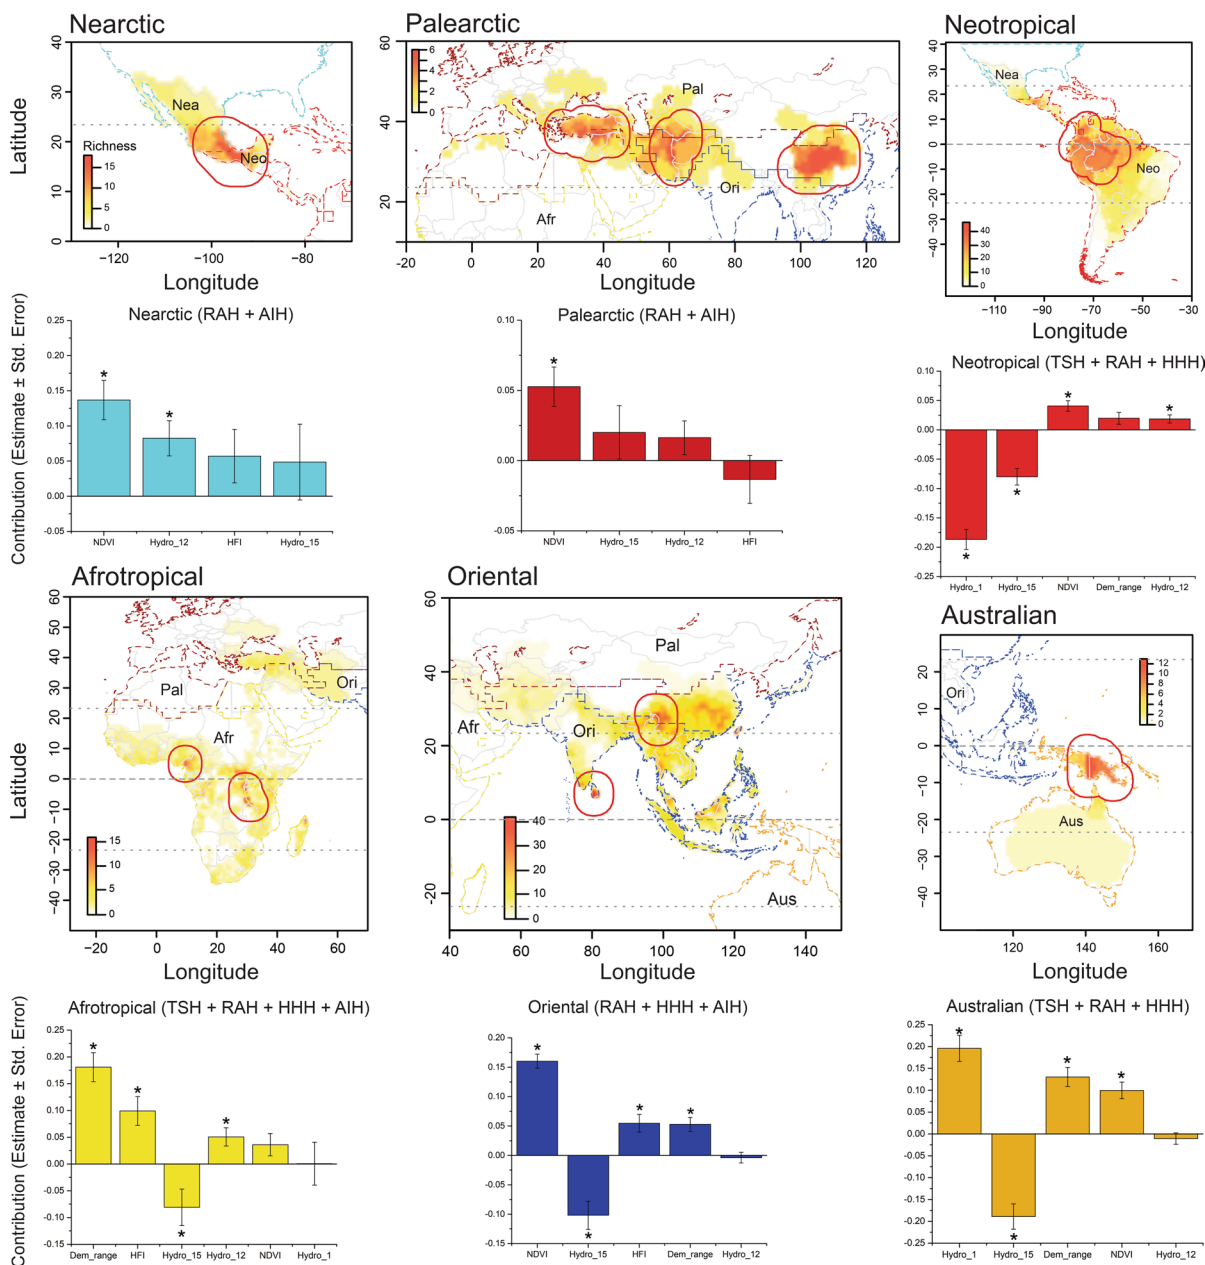 Nearctic
Palearctic
Neotropical
40
30
20
10
0
Latitude
Nea
Neo
Richness
15
10
5
0
−120
−100
−80
Longitude
60
40
20
6
4
2
0
Pal
Ori
Afr
-20
0
20
40
60
80
100
120
Longitude
40
30
20
10
0
−10
−20
−30
−40
Nea
Neo
40
30
20
10
0
−110
−90
−70
−50
−30
Longitude
Contribution (Estimate ± Std. Error)
Nearctic (RAH + AIH)
0.25
0.20
0.15
0.10
0.05
0.00
-0.05
*
*
NDVI
Hydro_12
HFI
Hydro_15
Palearctic (RAH + AIH)
0.10
0.05
0.00
-0.05
*
NDVI
Hydro_15
Hydro_12
HFI
Neotropical (TSH + RAH + HHH)
0.10
0.05
0.00
-0.05
-0.10
-0.15
-0.20
-0.25
*
*
*
*
Hydro_1
Hydro_15
NDVI
Dem_range
Hydro_12
Afrotropical
Oriental
Australian
60
50
40
30
20
10
0
−10
−20
−40
Latitude
Pal
Ori
Afr
15
10
5
0
−20
0
20
40
60
Longitude
60
40
20
0
−20
Pal
Afr
Ori
Aus
40
30
20
10
0
40
60
80
100
120
140
Longitude
20
0
−20
−40
Ori
Aus
12
10
8
6
4
2
0
120
140
160
Longitude
Contribution (Estimate ± Std. Error)
Afrotropical (TSH + RAH + HHH + AIH)
0.25
0.20
0.15
0.10
0.05
0.00
-0.05
-0.10
-0.15
*
*
*
*
Dem_range
HFI
Hydro_15
Hydro_12
NDVI
Hydro_1
Oriental (RAH + HHH + AIH)
0.20
0.15
0.10
0.05
0.00
-0.05
-0.10
-0.15
*
*
*
*
NDVI
Hydro_15
HFI
Dem_range
Hydro_12
Australian (TSH + RAH + HHH)
0.25
0.20
0.15
0.10
0.05
0.00
-0.05
-0.10
-0.15
-0.20
-0.25
*
*
*
*
Hydro_1
Hydro_15
Dem_range
NDVI
Hydro_12